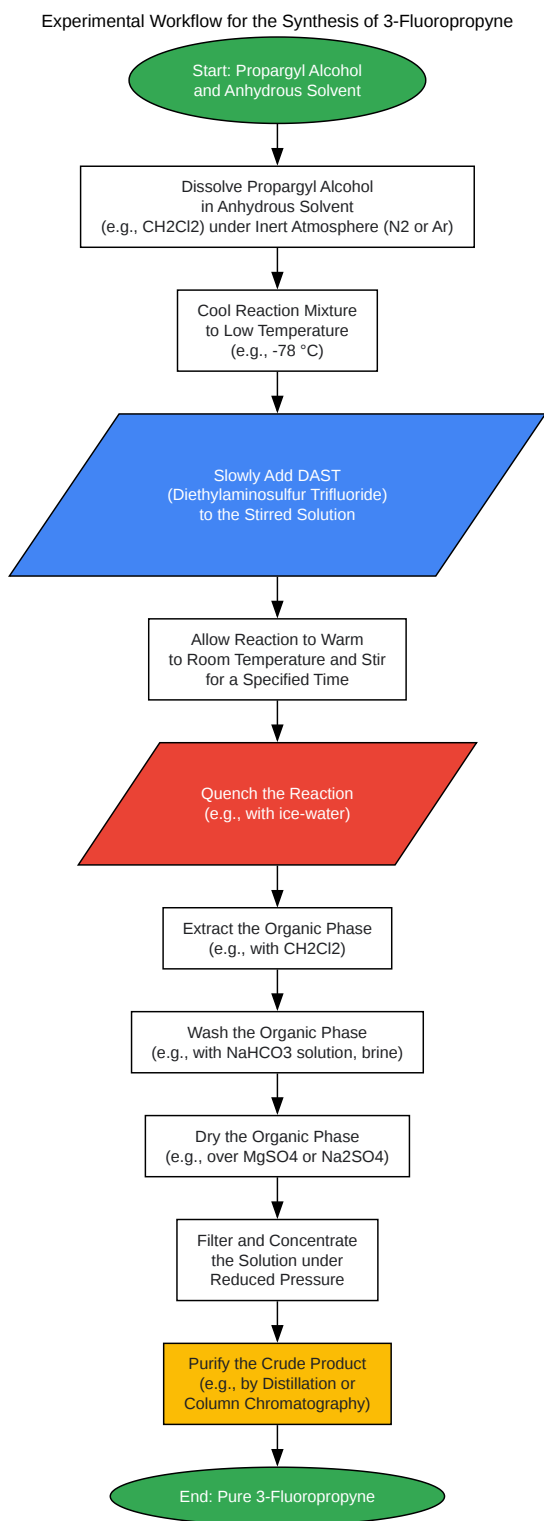 Experimental Workflow for the Synthesis of 3-Fluoropropyne
Start: Propargyl Alcohol
and Anhydrous Solvent
Dissolve Propargyl Alcohol
in Anhydrous Solvent
(e.g., CH2Cl2) under Inert Atmosphere (N2 or Ar)
Cool Reaction Mixture
to Low Temperature
(e.g., -78 °C)
Slowly Add DAST
(Diethylaminosulfur Trifluoride)
to the Stirred Solution
Allow Reaction to Warm
to Room Temperature and Stir
for a Specified Time
Quench the Reaction
(e.g., with ice-water)
Extract the Organic Phase
(e.g., with CH2Cl2)
Wash the Organic Phase
(e.g., with NaHCO3 solution, brine)
Dry the Organic Phase
(e.g., over MgSO4 or Na2SO4)
Filter and Concentrate
the Solution under
Reduced Pressure
Purify the Crude Product
(e.g., by Distillation or
Column Chromatography)
End: Pure 3-Fluoropropyne